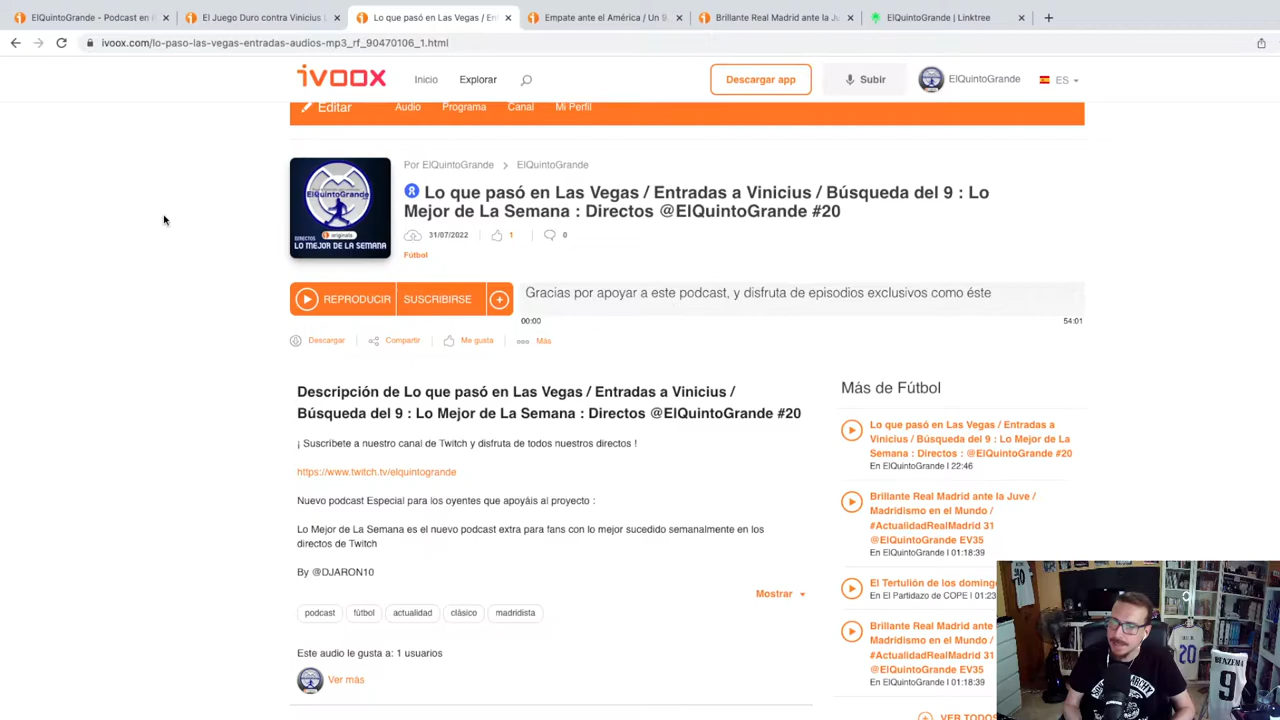 ElQuintoGrande - Podcast en
El Juego Duro contra Vinicius
Lo que pasó en Las Vegas / En
Empate ante el América / Un 9
Brillante Real Madrid ante la J
ElQuintoGrande | Linktree
ivoox.com/lo-paso-las-vegas-entradas-audios-mp3_rf_90470106_1.html
ivoox
Inicio
Explorar
Descargar app
Subir
ElQuintoGrande
ES
Editar
Audio
Programa
Canal
Mi Perfil
ElQuintoGrande
originals
DIRECTOS
LO MEJOR DE LA SEMANA
Por ElQuintoGrande > ElQuintoGrande
Lo que pasó en Las Vegas / Entradas a Vinicius / Búsqueda del 9 : Lo
Mejor de La Semana : Directos @ElQuintoGrande #20
31/07/2022
1
0
Fútbol
REPRODUCIR
SUSCRIBIRSE
Gracias por apoyar a este podcast, y disfruta de episodios exclusivos como éste
00:00
54:01
Descargar
Compartir
Me gusta
Más
Descripción de Lo que pasó en Las Vegas / Entradas a Vinicius /
Búsqueda del 9 : Lo Mejor de La Semana : Directos @ElQuintoGrande #20
¡ Suscríbete a nuestro canal de Twitch y disfruta de todos nuestros directos !
https://www.twitch.tv/elquintogrande
Nuevo podcast Especial para los oyentes que apoyáis al proyecto :
Lo Mejor de La Semana es el nuevo podcast extra para fans con lo mejor sucedido semanalmente en los
directos de Twitch
By @DJARON10
Mostrar
podcast
fútbol
actualidad
clásico
madridista
Este audio le gusta a: 1 usuarios
Ver más
Más de Fútbol
Lo que pasó en Las Vegas / Entradas a
Vinicius / Búsqueda del 9 : Lo Mejor de La
Semana : Directos : @ElQuintoGrande #20
En ElQuintoGrande | 22:46
Brillante Real Madrid ante la Juve /
Madridismo en el Mundo /
#ActualidadRealMadrid 31
@ElQuintoGrande EV35
En ElQuintoGrande | 01:18:39
El Tertulión de los doming
En El Partidazo de COPE | 01:23
Brillante Real Madrid ante
Madridismo en el Mundo /
#ActualidadRealMadrid 31
@ElQuintoGrande EV35
En ElQuintoGrande | 01:18:39
VER TODOS
20
BENZEMA
9